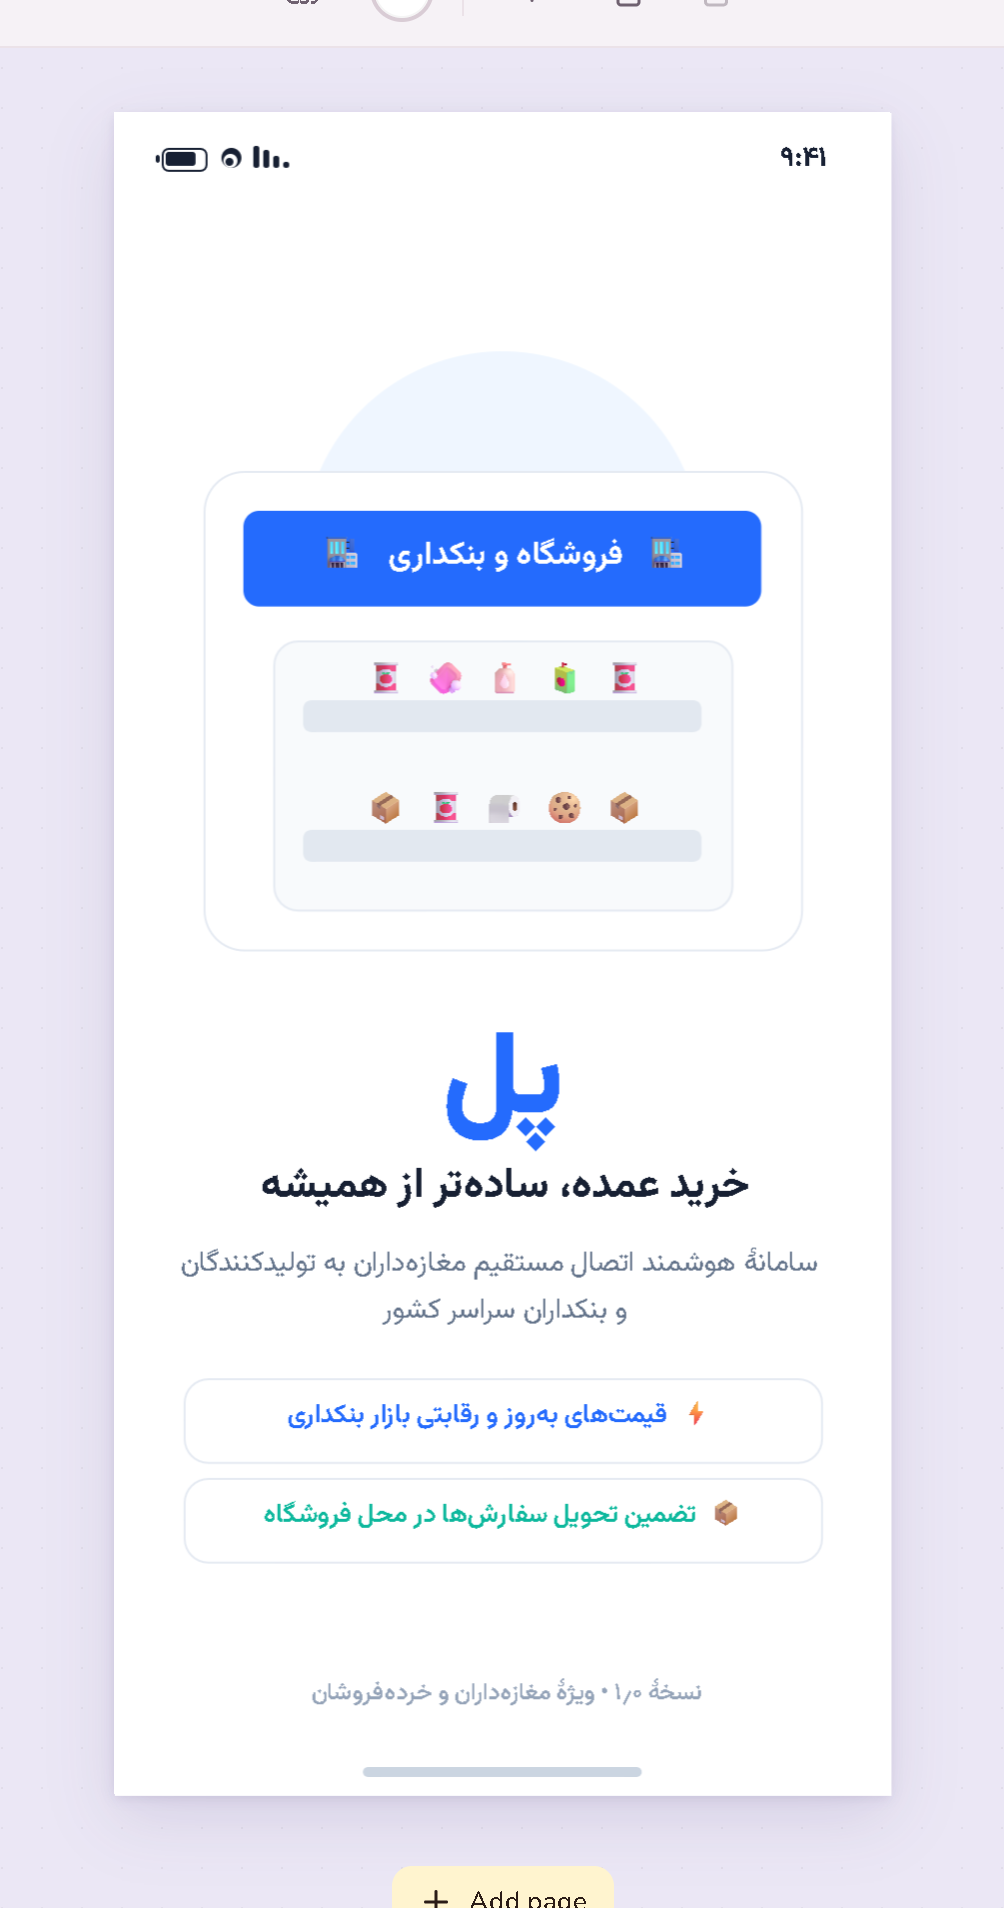 ۹:۴۱
فروشگاه و بنکداری
پل
خرید عمده، ساده‌تر از همیشه
سامانهٔ هوشمند اتصال مستقیم مغازه‌داران به تولیدکنندگان
و بنکداران سراسر کشور
قیمت‌های به‌روز و رقابتی بازار بنکداری
تضمین تحویل سفارش‌ها در محل فروشگاه
نسخهٔ ۱٫۰ • ویژهٔ مغازه‌داران و خرده‌فروشان
Add page